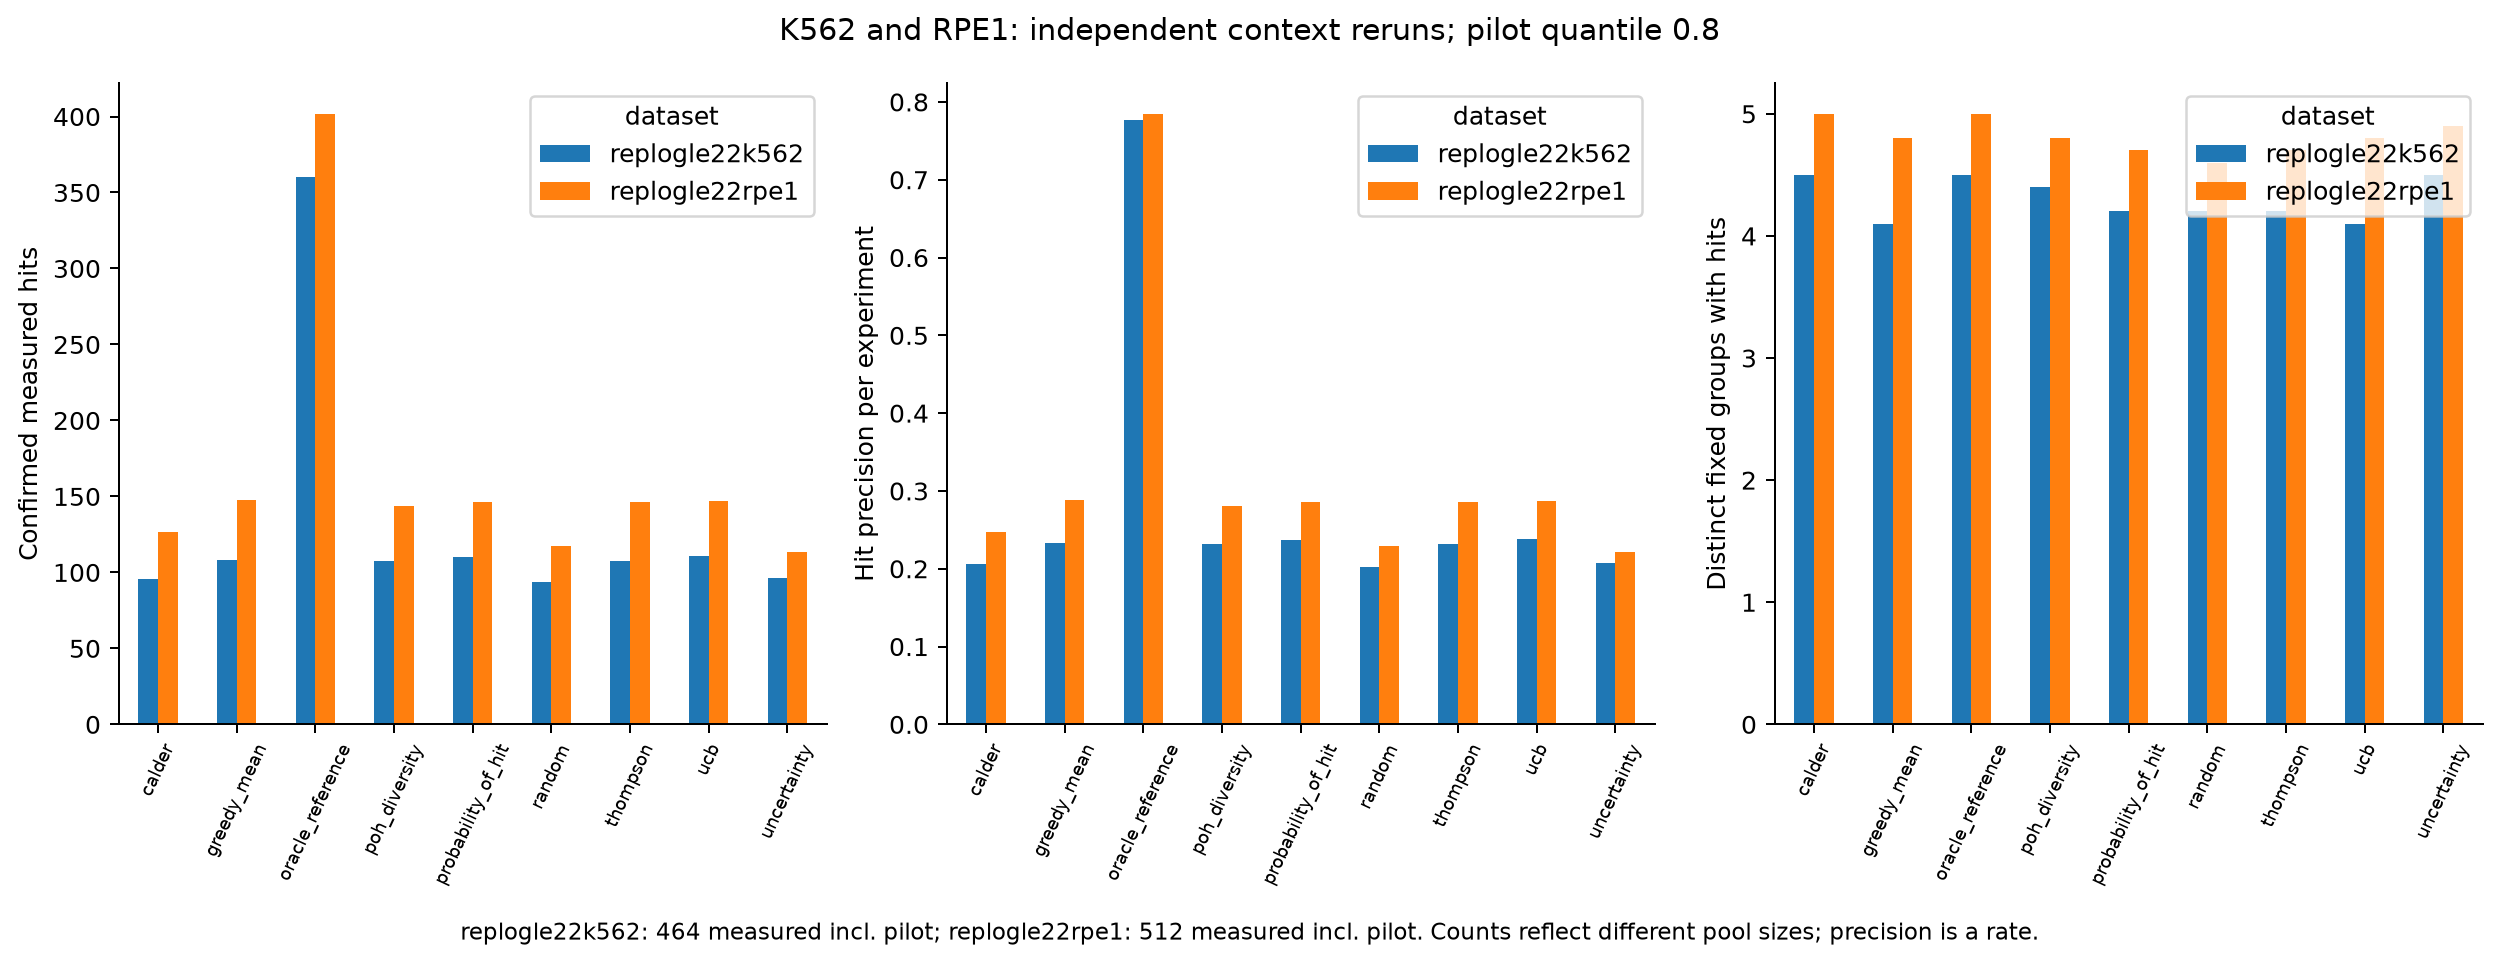 K562 and RPE1: independent context reruns; pilot quantile 0.8
Confirmed measured hits
400
350
300
250
200
150
100
50
0
dataset
replogle22k562
replogle22rpe1
calder
greedy_mean
oracle_reference
poh_diversity
probability_of_hit
random
thompson
ucb
uncertainty
Hit precision per experiment
0.8
0.7
0.6
0.5
0.4
0.3
0.2
0.1
0.0
dataset
replogle22k562
replogle22rpe1
calder
greedy_mean
oracle_reference
poh_diversity
probability_of_hit
random
thompson
ucb
uncertainty
Distinct fixed groups with hits
5
4
3
2
1
0
dataset
replogle22k562
replogle22rpe1
calder
greedy_mean
oracle_reference
poh_diversity
probability_of_hit
random
thompson
ucb
uncertainty
replogle22k562: 464 measured incl. pilot; replogle22rpe1: 512 measured incl. pilot. Counts reflect different pool sizes; precision is a rate.